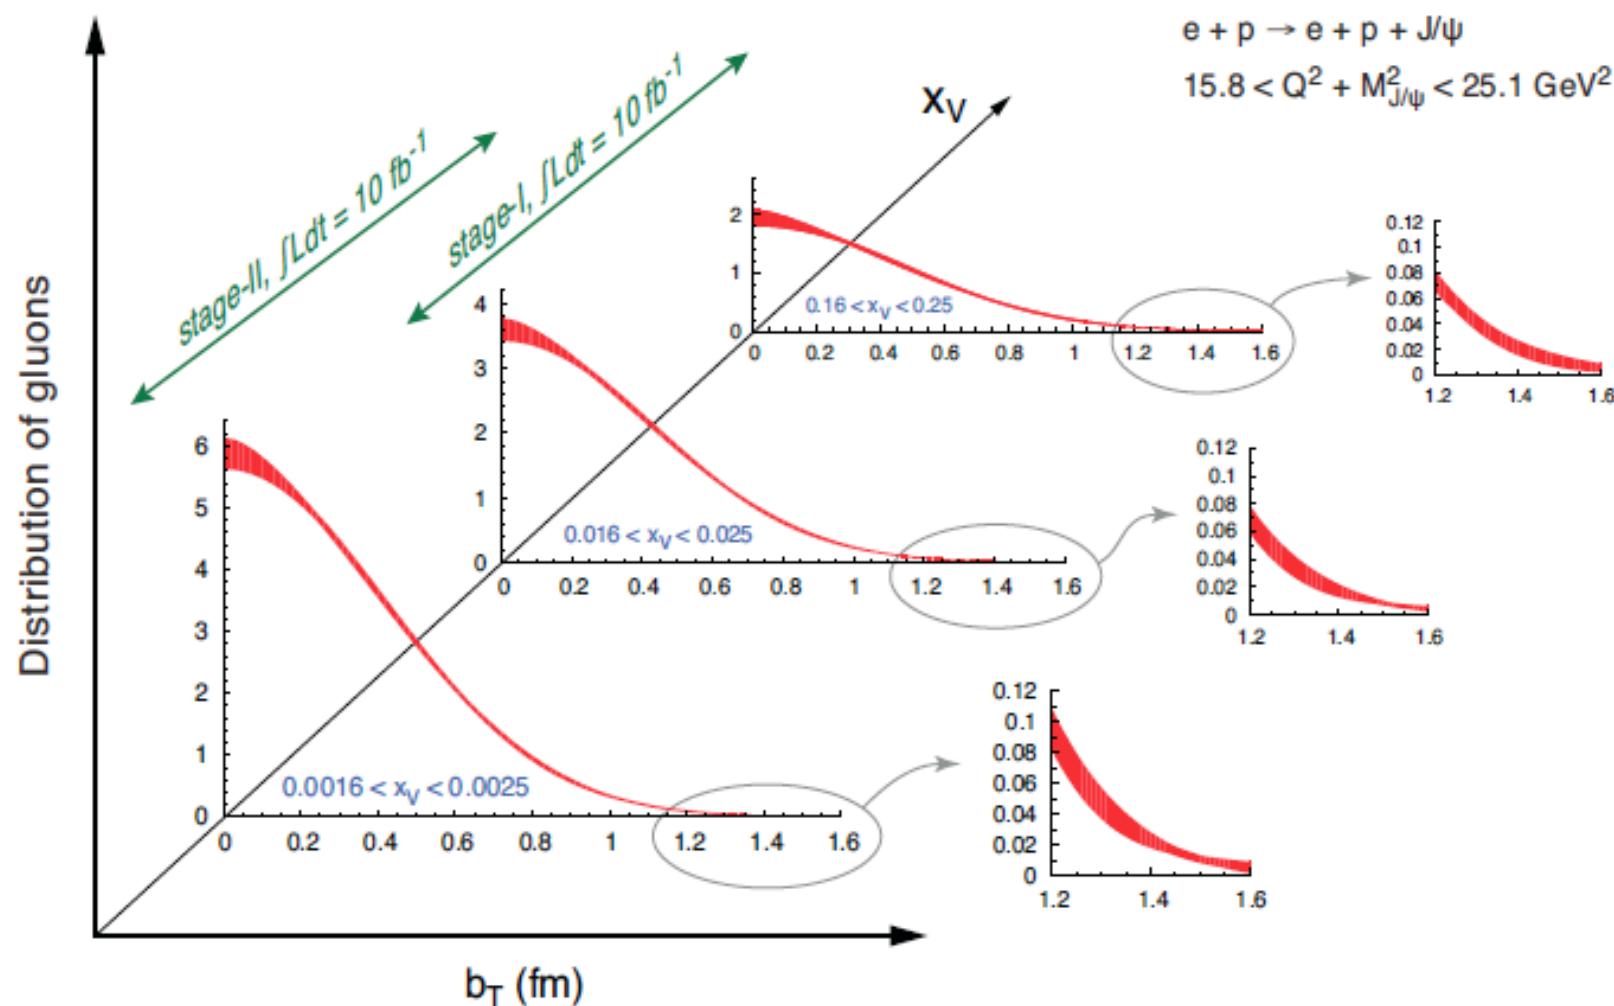 e + p → e + p + J/ψ
15.8 < Q² + M²_J/ψ < 25.1 GeV²
stage-II, ∫Ldt = 10 fb⁻¹
stage-I, ∫Ldt = 10 fb⁻¹
x_V
Distribution of gluons
2
1
0
0.16 < x_V < 0.25
0 0.2 0.4 0.6 0.8 1 1.2 1.4 1.6
0.12
0.1
0.08
0.06
0.04
0.02
0
1.2 1.4 1.6
4
3
2
1
0
0.016 < x_V < 0.025
0 0.2 0.4 0.6 0.8 1 1.2 1.4 1.6
0.12
0.1
0.08
0.06
0.04
0.02
0
1.2 1.4 1.6
6
5
4
3
2
1
0
0.0016 < x_V < 0.0025
0 0.2 0.4 0.6 0.8 1 1.2 1.4 1.6
0.12
0.1
0.08
0.06
0.04
0.02
0
1.2 1.4 1.6
b_T (fm)